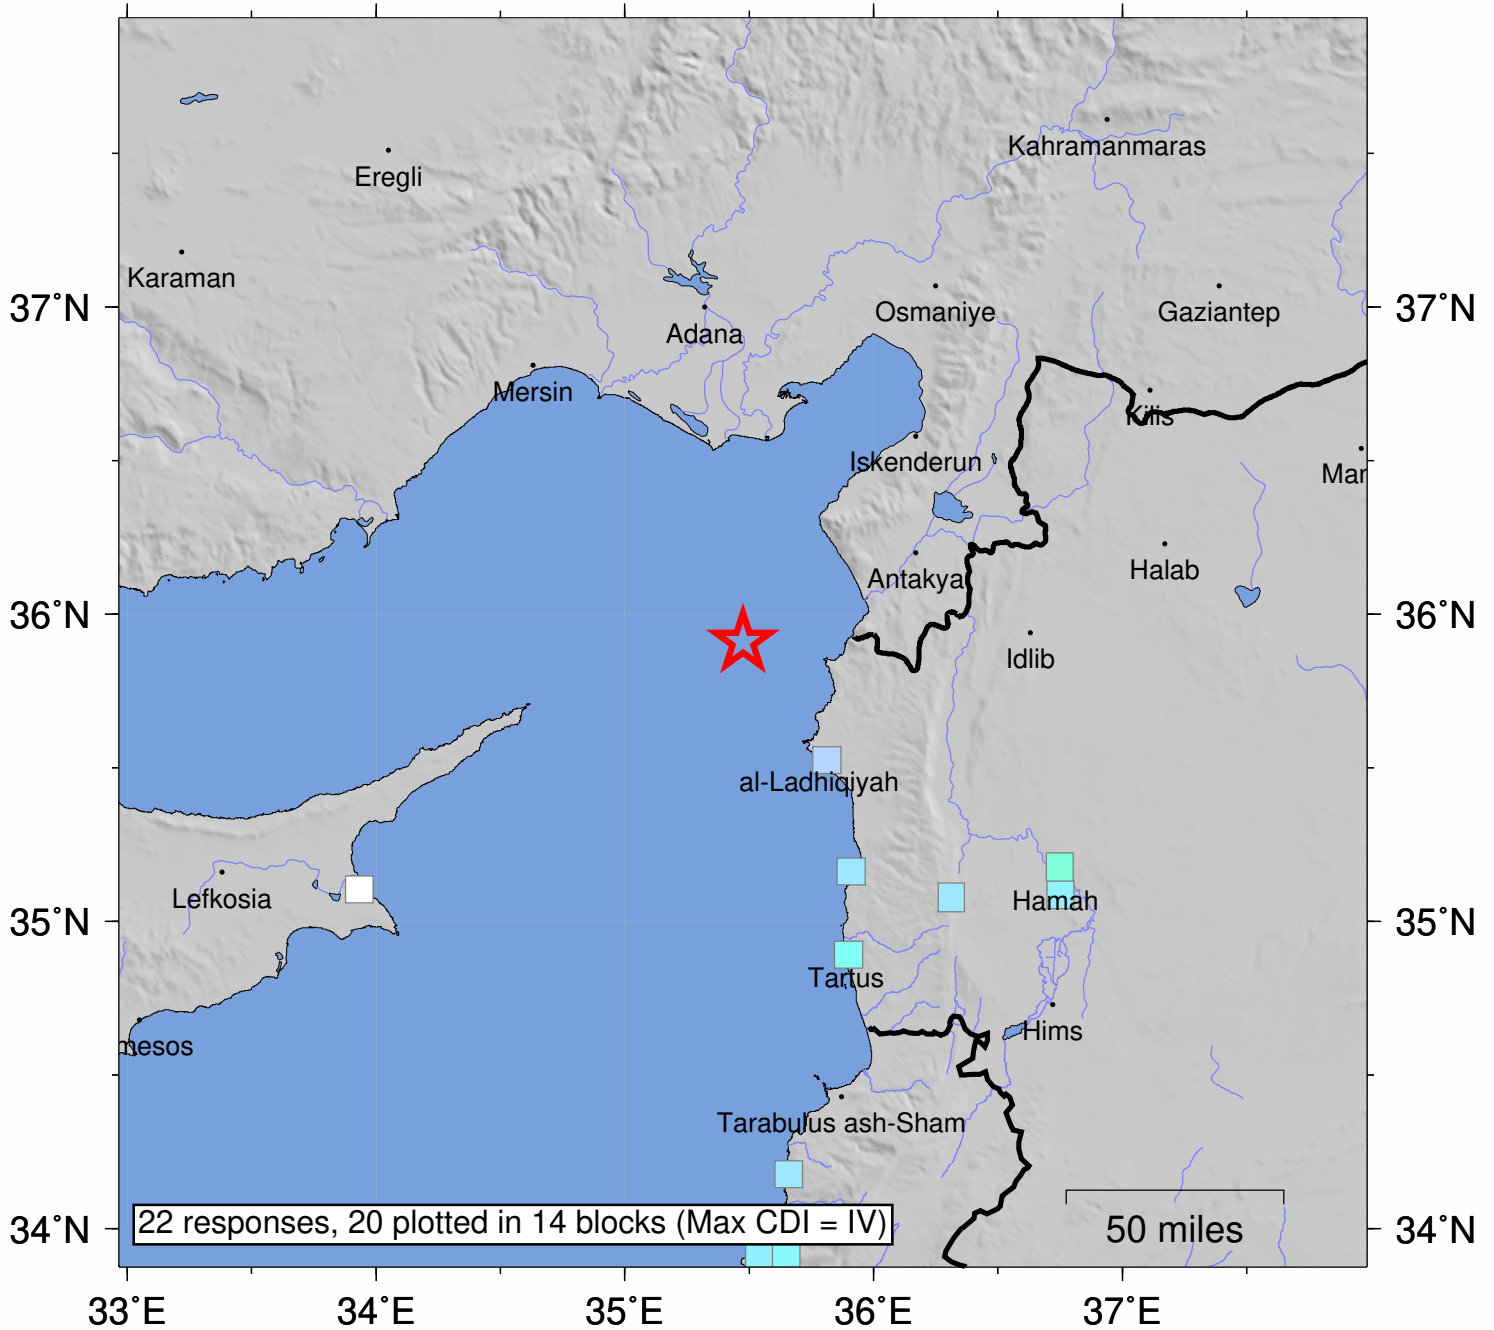 Kahramanmaras
Eregli
Karaman
37°N
Osmaniye
Gaziantep
37°N
Adana
Mersin
Kilis
Iskenderun
Mar
Halab
Antakya
36°N
36°N
Idlib
al-Ladhiqiyah
Lefkosia
Hamah
35°N
35°N
Tartus
Hims
mesos
Tarabulus ash-Sham
22 responses, 20 plotted in 14 blocks (Max CDI = IV)
50 miles
34°N
34°N
33°E
34°E
35°E
36°E
37°E